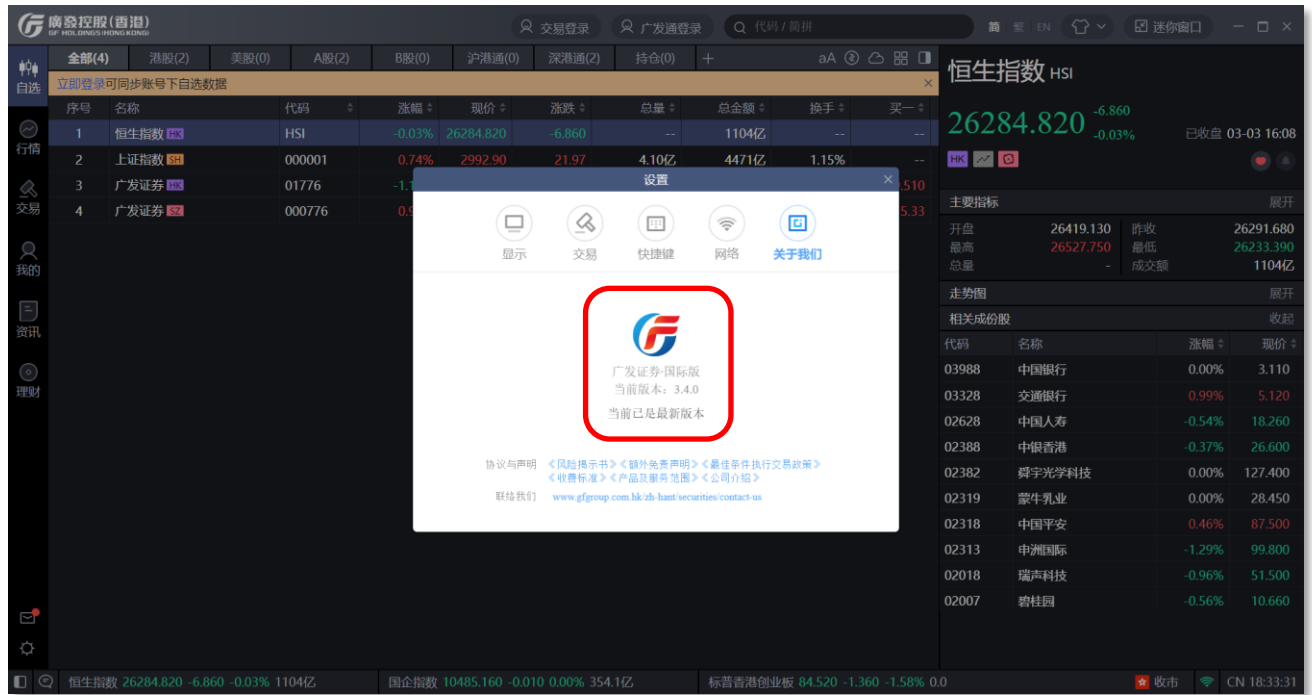 廣發控股(香港)
GF HOLDINGS (HONG KONG)
交易登录
广发通登录
代码 / 简拼
简 繁 EN
迷你窗口
自选
行情
交易
我的
资讯
理财
全部(4) 港股(2) 美股(0) A股(2) B股(0) 沪港通(0) 深港通(2) 持仓(0) + aA
立即登录可同步账号下自选数据 ×
序号 名称 代码 涨幅 现价 涨跌 总量 总金额 换手 买一
1 恒生指数 HK HSI -0.03% 26284.820 -6.860 -- 1104亿 -- --
2 上证指数 SH 000001 0.74% 2992.90 21.97 4.10亿 4471亿 1.15% --
3 广发证券 HK 01776
4 广发证券 SZ 000776
设置
显示 交易 快捷键 网络 关于我们
广发证券·国际版
当前版本：3.4.0
当前已是最新版本
协议与声明 《风险揭示书》《額外免责声明》《最佳条件执行交易政策》
《收费标准》《产品及服务范围》《公司介绍》
联络我们 www.gfgroup.com.hk/zh-hant/securities/contact-us
恒生指数 HSI
26284.820 -6.860
-0.03%
已收盘 03-03 16:08
HK
主要指标 展开
开盘 26419.130 昨收 26291.680
最高 26527.750 最低 26233.390
总量 - 成交额 1104亿
走势图 展开
相关成份股 收起
代码 名称 涨幅 现价
03988 中国银行 0.00% 3.110
03328 交通银行 0.99% 5.120
02628 中国人寿 -0.54% 18.260
02388 中银香港 -0.37% 26.600
02382 舜宇光学科技 0.00% 127.400
02319 蒙牛乳业 0.00% 28.450
02318 中国平安 0.46% 87.500
02313 申洲国际 -1.29% 99.800
02018 瑞声科技 -0.96% 51.500
02007 碧桂园 -0.56% 10.660
恒生指数 26284.820 -6.860 -0.03% 1104亿
国企指数 10485.160 -0.010 0.00% 354.1亿
标普香港创业板 84.520 -1.360 -1.58% 0.0
收市
CN 18:33:31